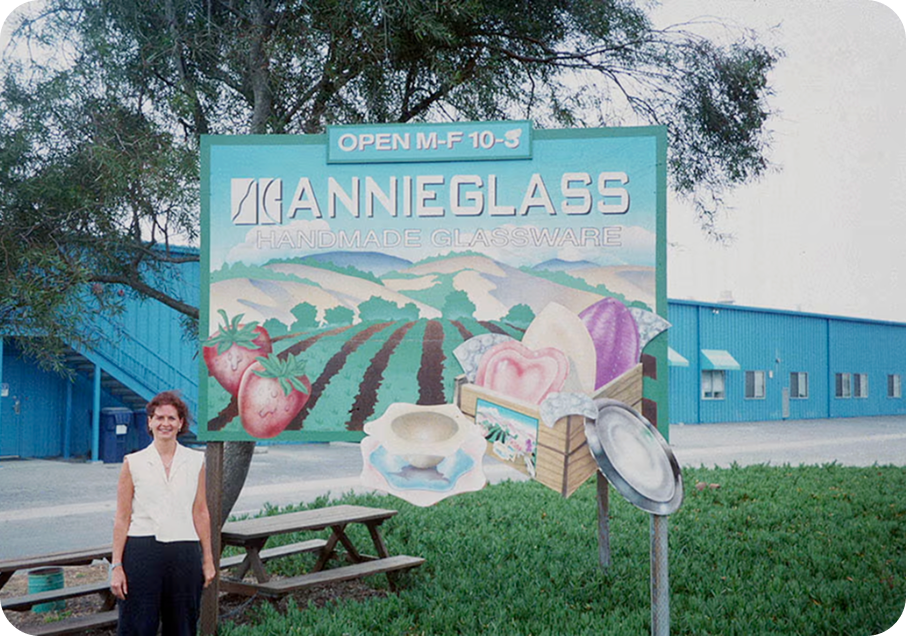 OPEN M-F 10-5
ANNIEGLASS
HANDMADE GLASSWARE